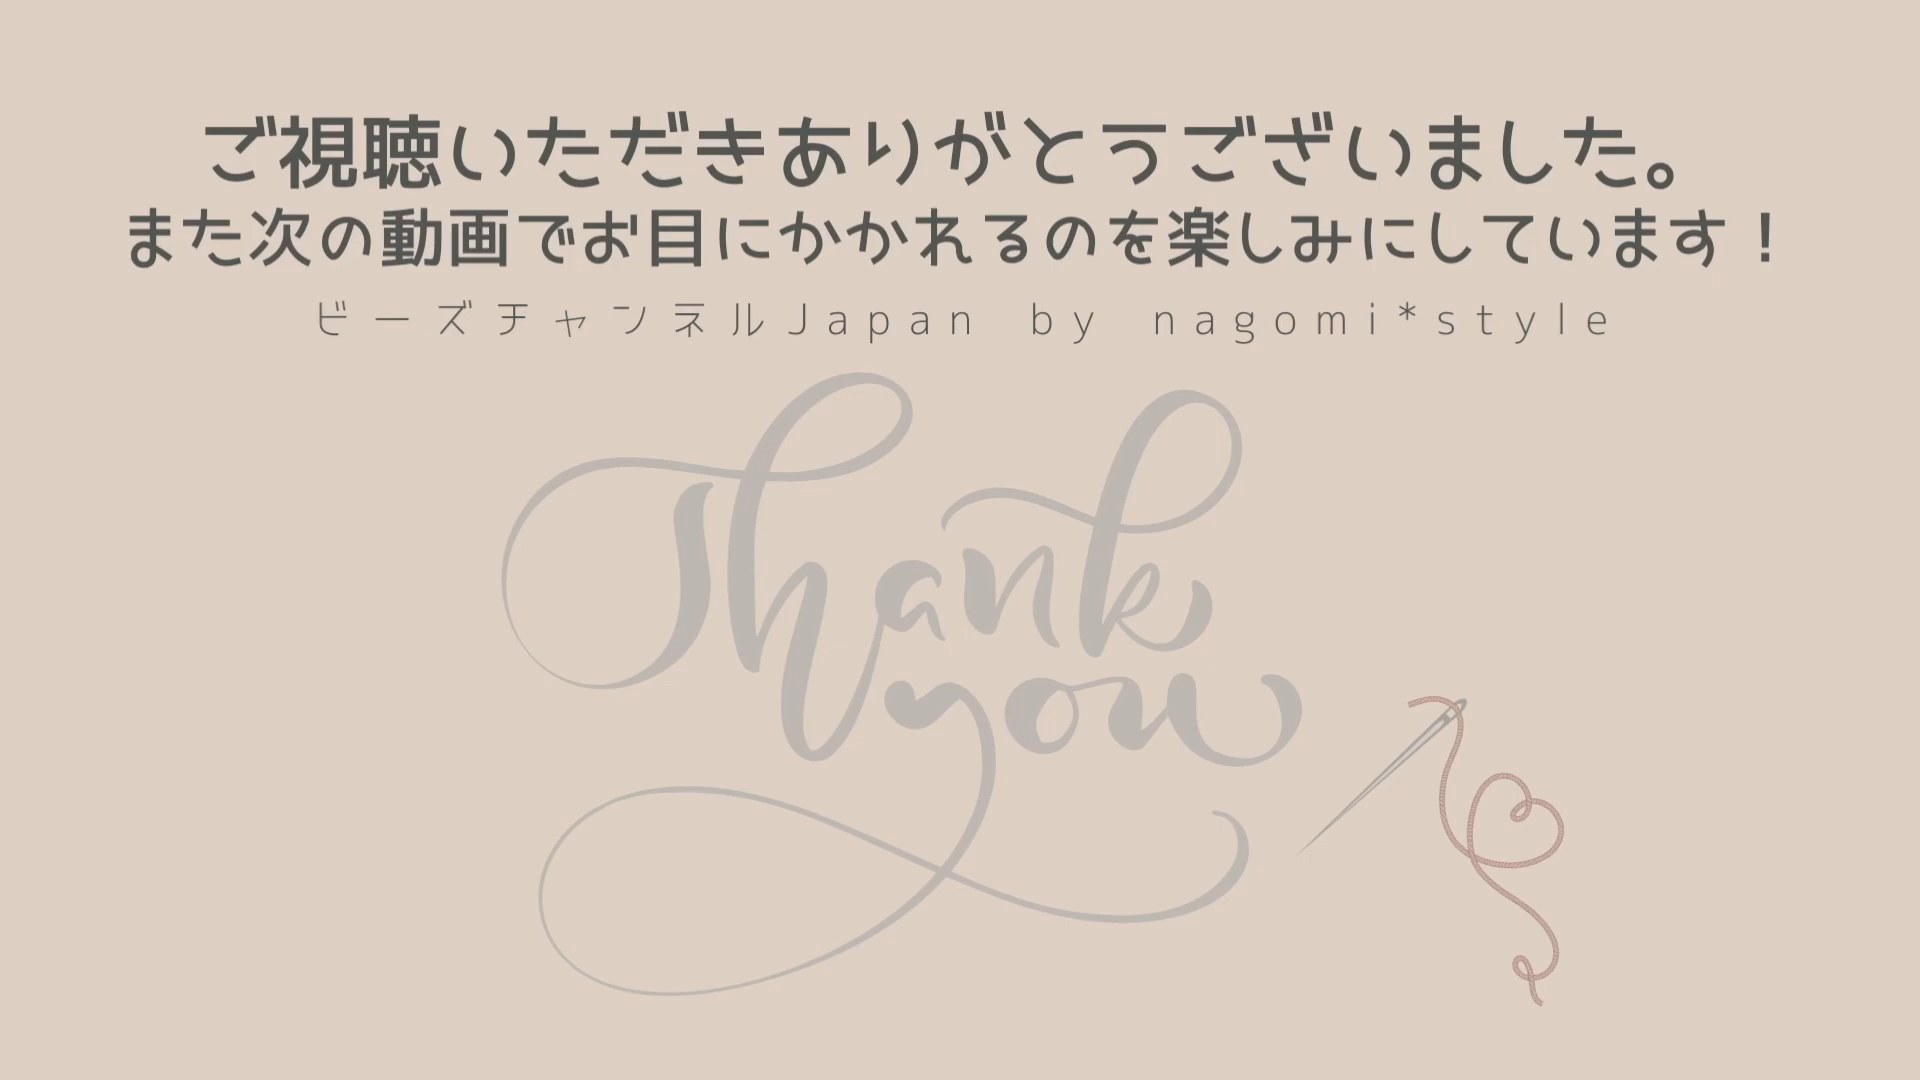 ご視聴いただきありがとうございました。
また次の動画でお目にかかれるのを楽しみにしています！
ビーズチャンネルJapan by nagomi*style
Thank
you